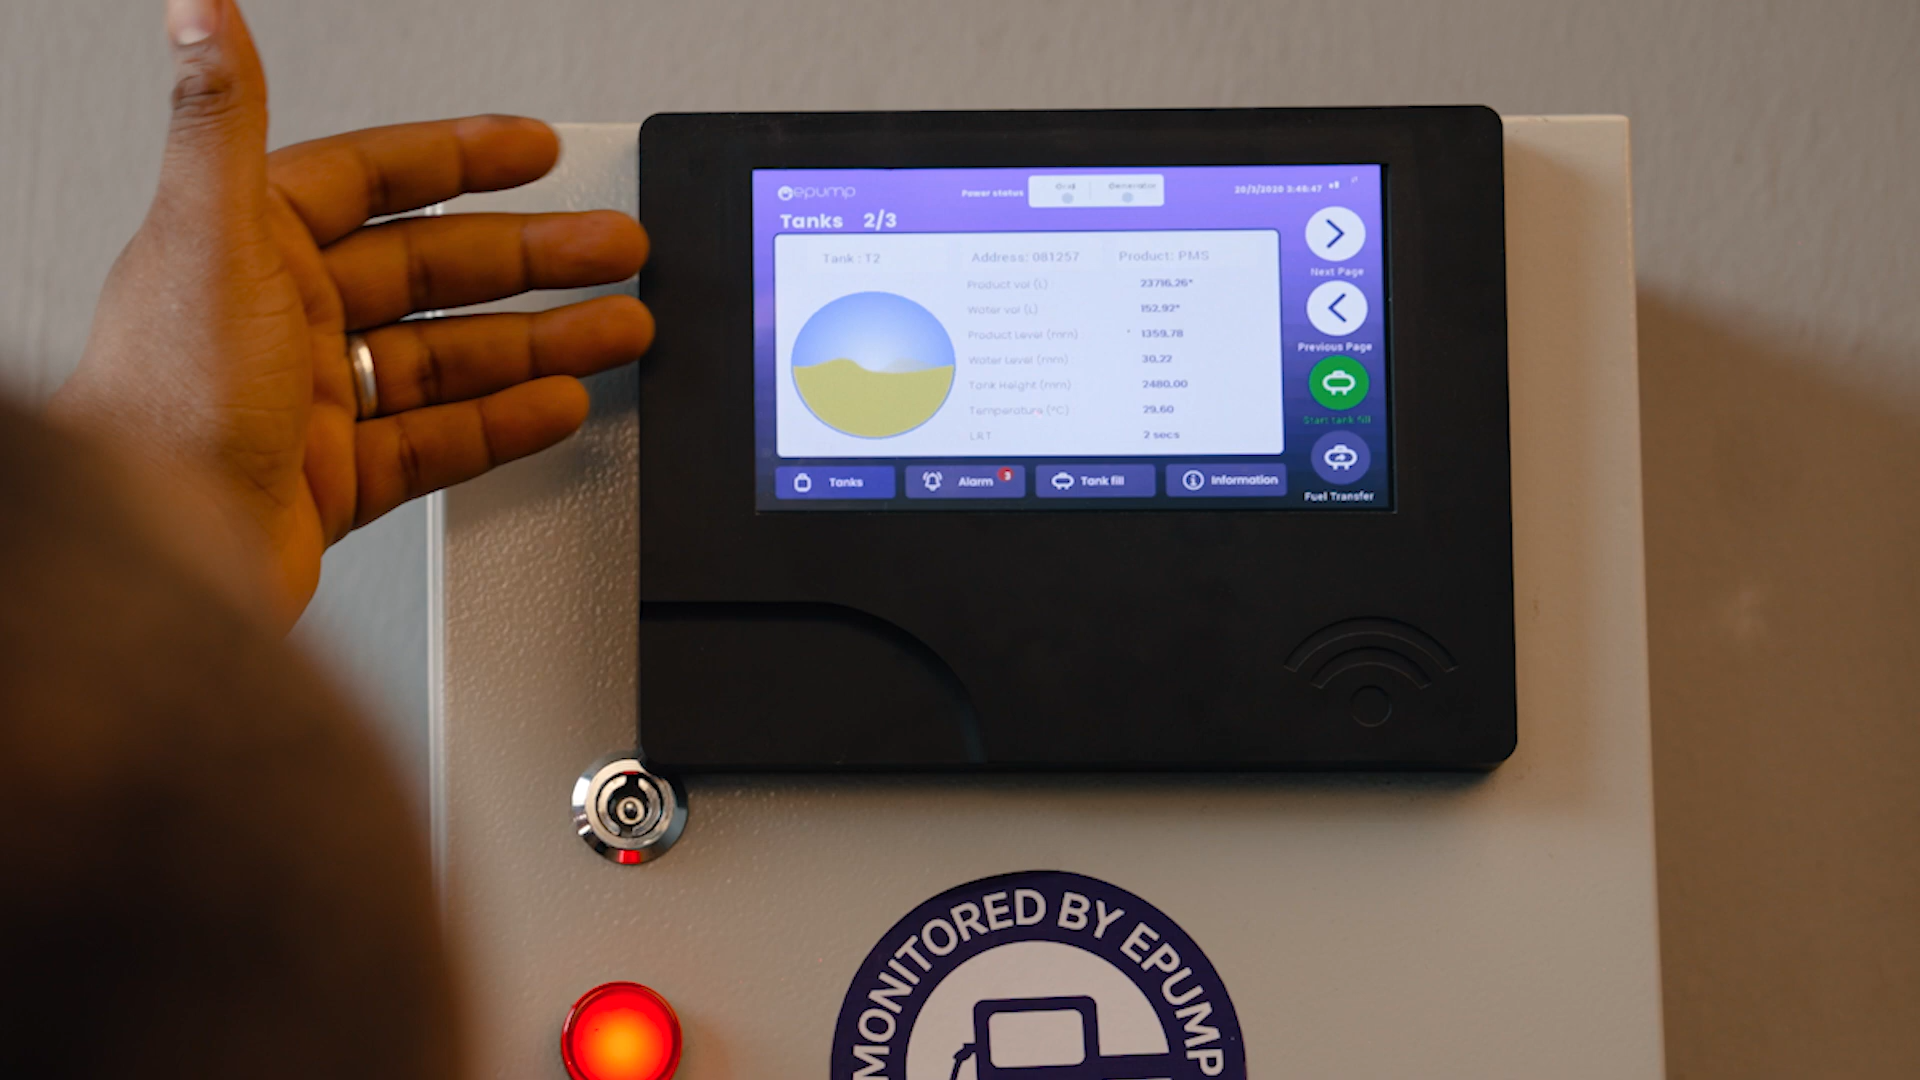 epump
Power status Grid Generator 20/3/2020 3:46:47
Tanks 2/3
Tank : T2 Address: 081257 Product: PMS
Product vol (L) 23716.26*
Water vol (L) 152.92*
Product Level (mm) 1359.78
Water Level (mm) 30.22
Tank Height (mm) 2480.00
Temperature (°C) 29.60
LRT 2 secs
Next Page
Previous Page
Start tank fill
Fuel Transfer
Tanks Alarm 3 Tank fill Information
MONITORED BY EPUMP